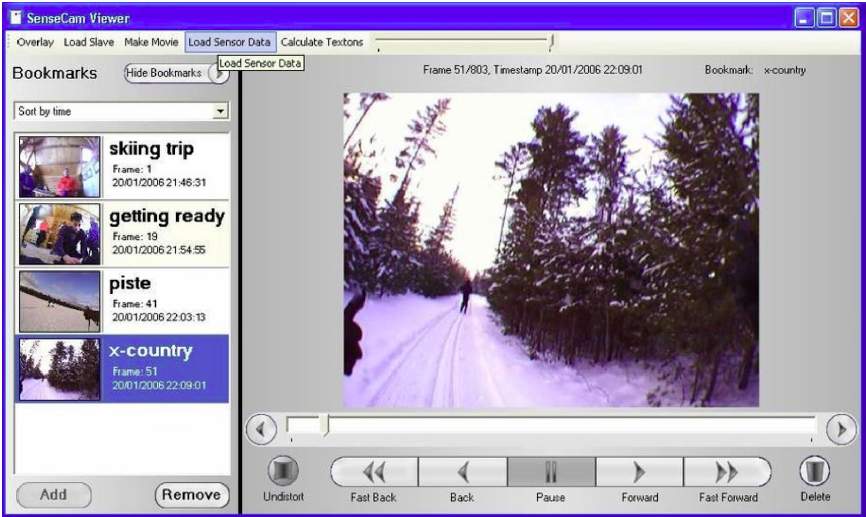 SenseCam Viewer
Overlay Load Slave Make Movie Load Sensor Data Calculate Textons
Load Sensor Data
Bookmarks
Hide Bookmarks
Sort by time
skiing trip
Frame: 1
20/01/2006 21:46:31
getting ready
Frame: 19
20/01/2006 21:54:55
piste
Frame: 41
20/01/2006 22:03:13
x-country
Frame: 51
20/01/2006 22:09:01
Add Remove
Frame 51/803, Timestamp 20/01/2006 22:09:01 Bookmark: x-country
Undistort Fast Back Back Pause Forward Fast Forward Delete